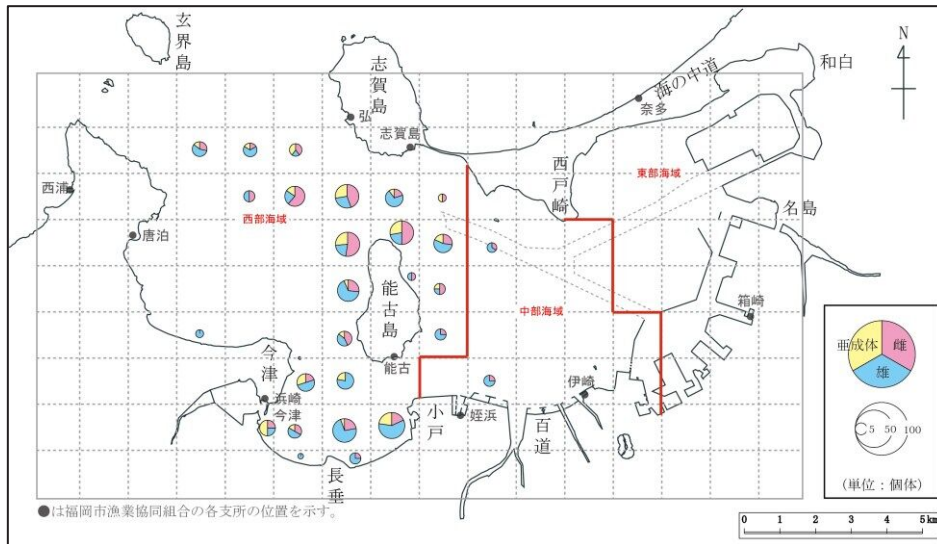 玄界島
志賀島
弘
志賀島
海の中道
奈多
和白
N
西戸崎
東部海域
名島
西浦
唐泊
西部海域
能古島
能古
中部海域
箱崎
今津
浜崎
今津
小戸
姪浜
百道
伊崎
長垂
亜成体
雌
雄
5 50 100
(単位:個体)
●は福岡市漁業協同組合の各支所の位置を示す。
0 1 2 3 4 5km